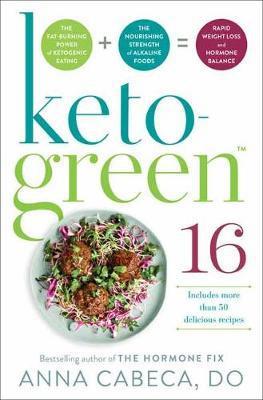 THE
FAT-BURNING
POWER
OF KETOGENIC
EATING
+
THE
NOURISHING
STRENGTH
OF ALKALINE
FOODS
=
RAPID
WEIGHT LOSS
AND
HORMONE
BALANCE
keto-
green™
16
Includes more
than 50
delicious recipes
Bestselling author of THE HORMONE FIX
ANNA CABECA, DO